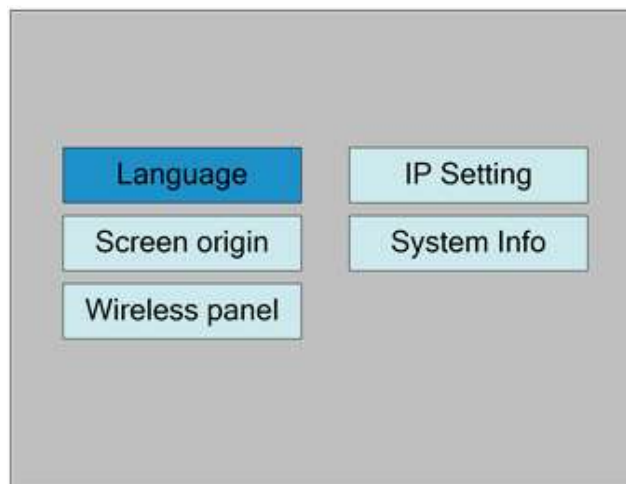 Language
IP Setting
Screen origin
System Info
Wireless panel